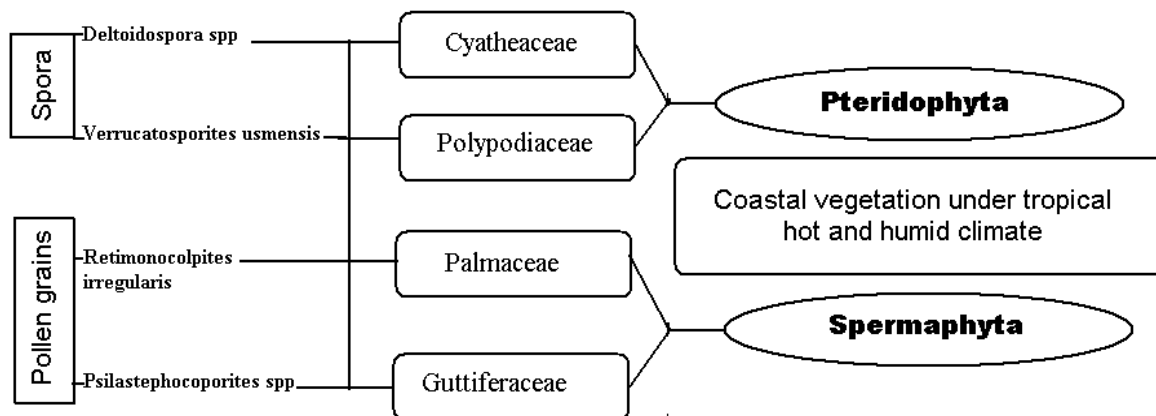 Spora
Deltoidospora spp
Cyatheaceae
Verrucatosporites usmensis
Polypodiaceae
Pteridophyta
Coastal vegetation under tropical
hot and humid climate
Pollen grains
Retimonocolpites
irregularis
Palmaceae
Psilastephocoporites spp
Guttiferaceae
Spermaphyta